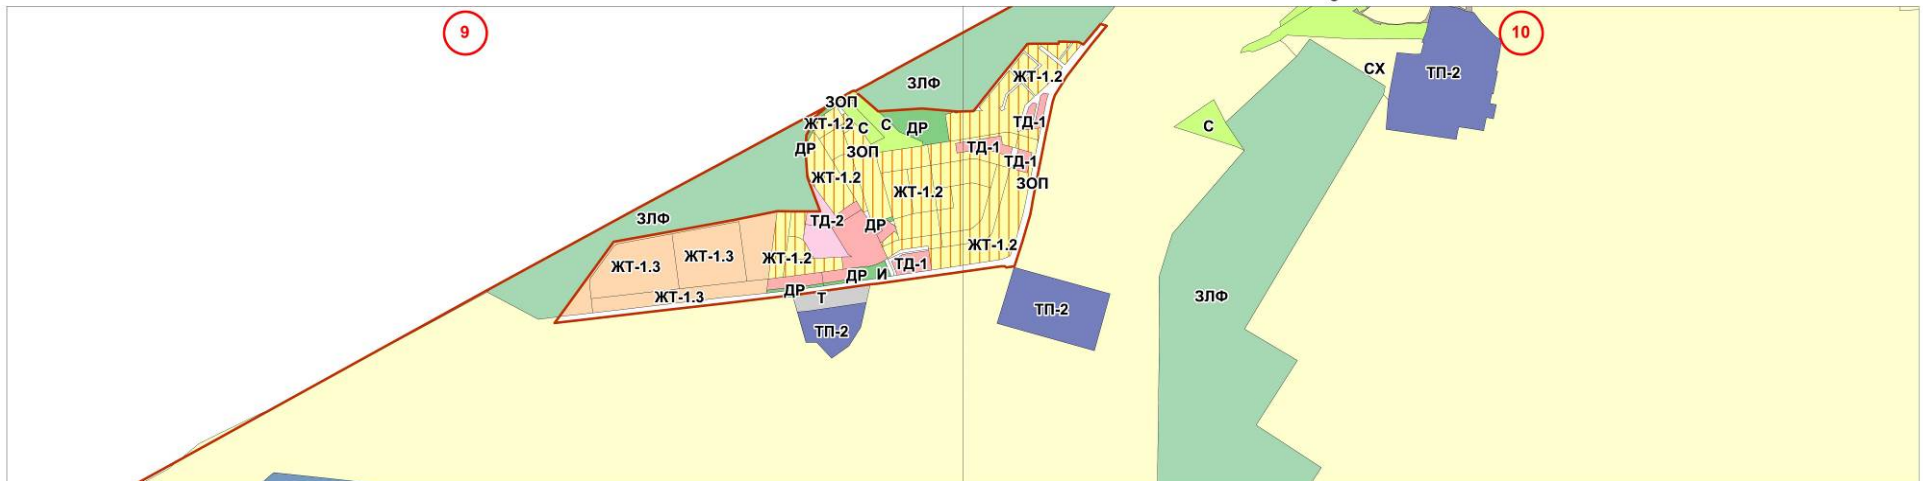 9
10
ЗЛФ
ЖТ-1.2
СХ
ТП-2
ЗОП
ЖТ-1.2
С
С
ДР
ТД-1
С
ДР
ЗОП
ТД-1
ТД-1
ЖТ-1.2
ЖТ-1.2
ЗОП
ЗЛФ
ТД-2
ДР
ЖТ-1.2
ЖТ-1.3
ЖТ-1.3
ЖТ-1.2
ДР
И
ТД-1
ЖТ-1.3
ДР
Т
ЗЛФ
ТП-2
ТП-2